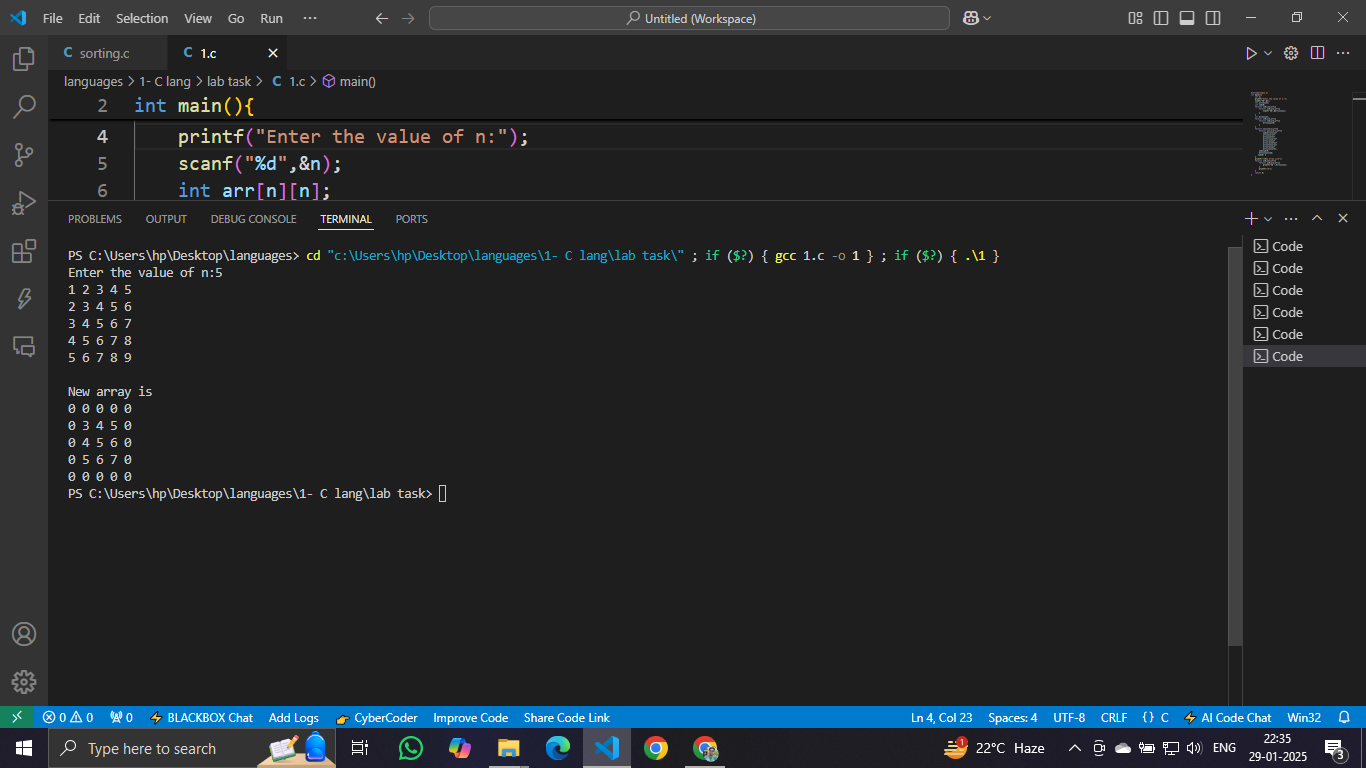 File Edit Selection View Go Run ··· Untitled (Workspace)
C sorting.c C 1.c
languages > 1- C lang > lab task > C 1.c > main()
2 int main(){
4 printf("Enter the value of n:");
5 scanf("%d",&n);
6 int arr[n][n];
PROBLEMS OUTPUT DEBUG CONSOLE TERMINAL PORTS
PS C:\Users\hp\Desktop\languages> cd "c:\Users\hp\Desktop\languages\1- C lang\lab task\" ; if ($?) { gcc 1.c -o 1 } ; if ($?) { .\1 }
Enter the value of n:5
1 2 3 4 5
2 3 4 5 6
3 4 5 6 7
4 5 6 7 8
5 6 7 8 9
New array is
0 0 0 0 0
0 3 4 5 0
0 4 5 6 0
0 5 6 7 0
0 0 0 0 0
PS C:\Users\hp\Desktop\languages\1- C lang\lab task>
Code
Code
Code
Code
Code
Code
0 0 0 BLACKBOX Chat Add Logs CyberCoder Improve Code Share Code Link Ln 4, Col 23 Spaces: 4 UTF-8 CRLF {} C AI Code Chat Win32
Type here to search 1 22°C Haze ENG 22:35
29-01-2025 3